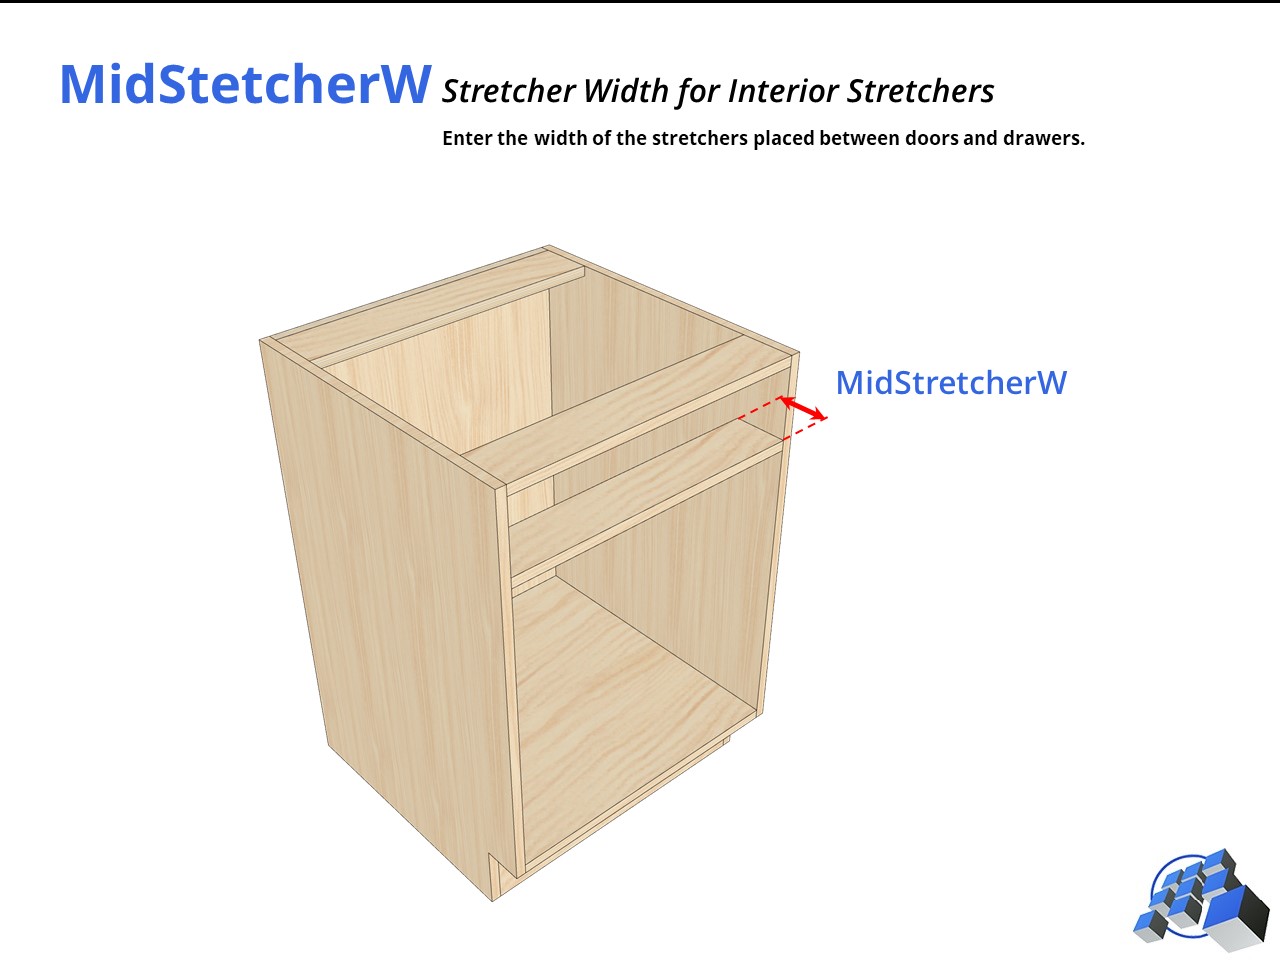 MidStetcherW Stretcher Width for Interior Stretchers
Enter the width of the stretchers placed between doors and drawers.
MidStretcherW